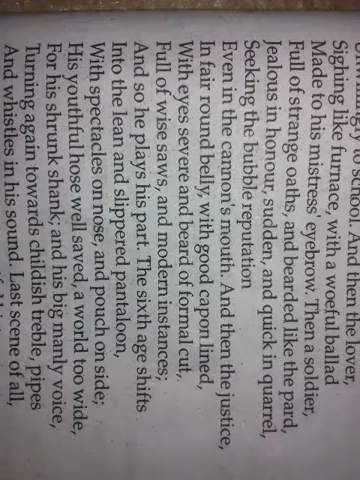 school. And then the lover,
Sighing like furnace, with a woeful ballad
Made to his mistress' eyebrow. Then a soldier,
Full of strange oaths, and bearded like the pard,
Jealous in honour, sudden, and quick in quarrel,
Seeking the bubble reputation
Even in the cannon's mouth. And then the justice,
In fair round belly, with good capon lined,
With eyes severe and beard of formal cut,
Full of wise saws, and modern instances;
And so he plays his part. The sixth age shifts
Into the lean and slippered pantaloon,
With spectacles on nose, and pouch on side;
His youthful hose well saved, a world too wide,
For his shrunk shank; and his big manly voice,
Turning again towards childish treble, pipes
And whistles in his sound. Last scene of all,